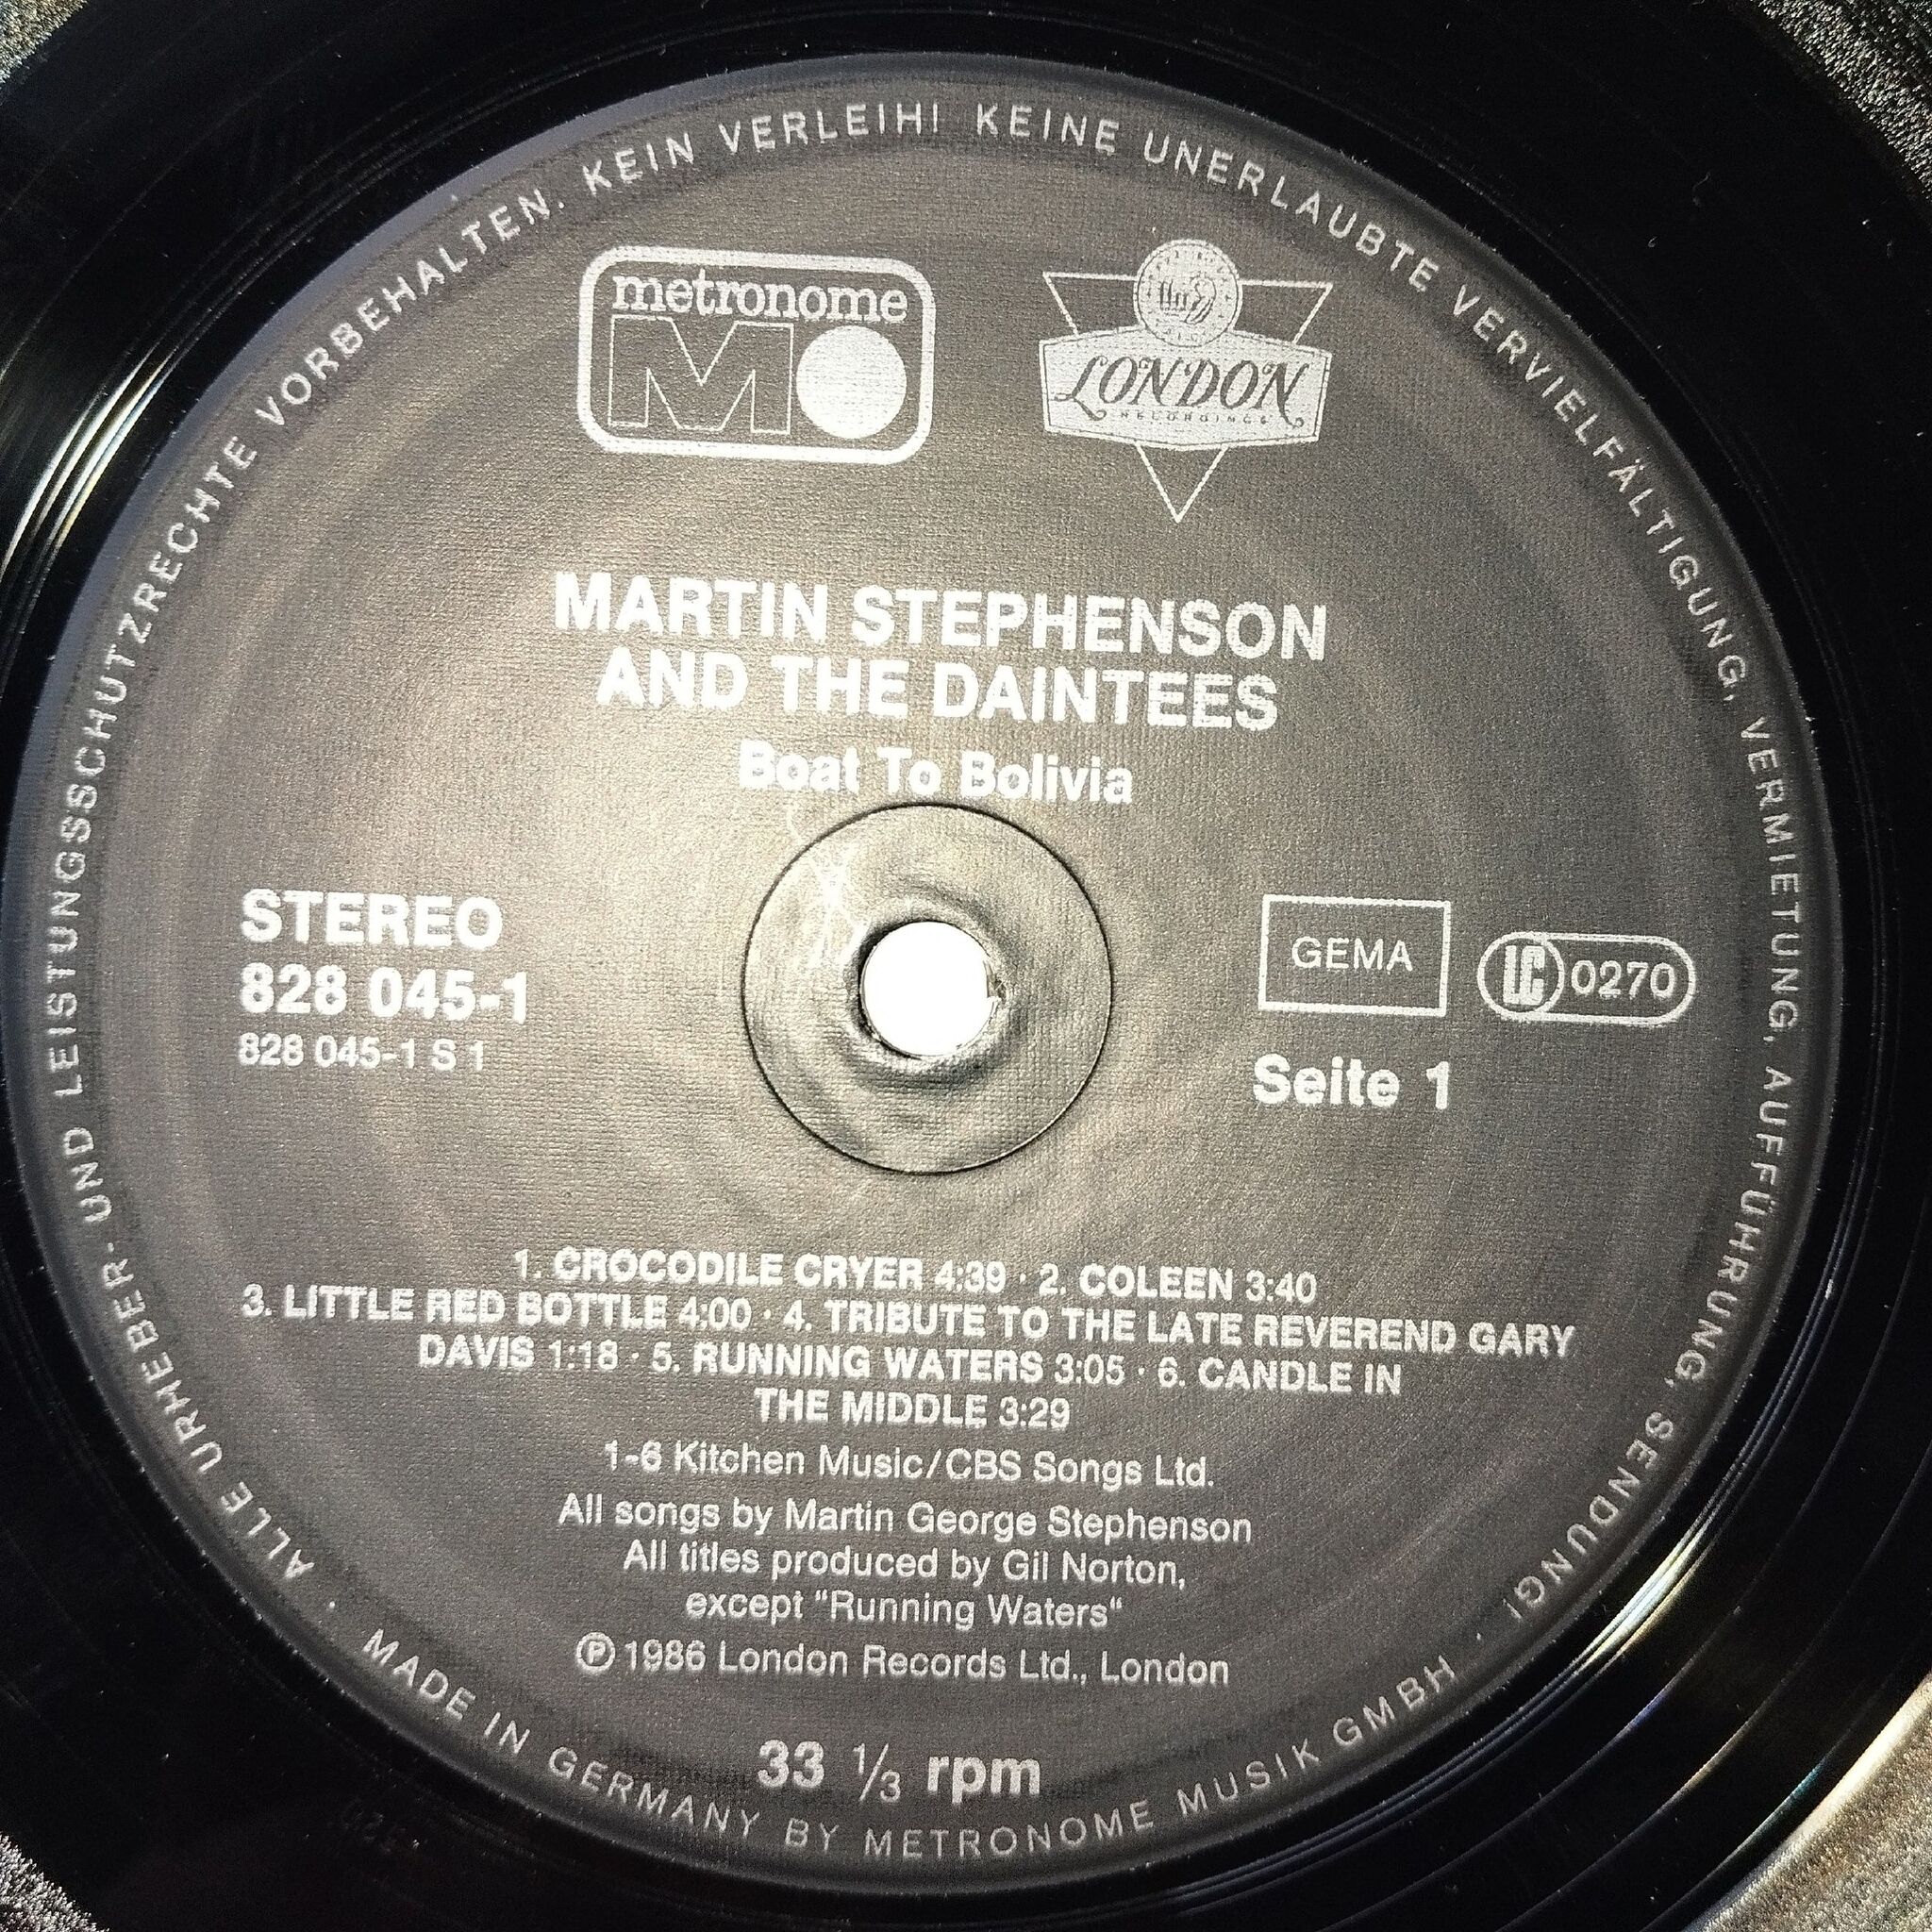 ALLE URHEBER- UND LEISTUNGSSCHUTZRECHTE VORBEHALTEN. KEIN VERLEIH! KEINE UNERLAUBTE VERVIELFÄLTIGUNG, VERMIETUNG, AUFFÜHRUNG, SENDUNG!
metronome
MO
LONDON
RECORDINGS
MARTIN STEPHENSON
AND THE DAINTEES
Boat To Bolivia
STEREO
828 045-1
828 045-1 S 1
GEMA
LC 0270
Seite 1
1. CROCODILE CRYER 4:39 · 2. COLEEN 3:40
3. LITTLE RED BOTTLE 4:00 · 4. TRIBUTE TO THE LATE REVEREND GARY
DAVIS 1:18 · 5. RUNNING WATERS 3:05 · 6. CANDLE IN
THE MIDDLE 3:29
1-6 Kitchen Music/CBS Songs Ltd.
All songs by Martin George Stephenson
All titles produced by Gil Norton,
except “Running Waters“
Ⓟ 1986 London Records Ltd., London
33 ⅓ rpm
· MADE IN GERMANY BY METRONOME MUSIK GMBH ·